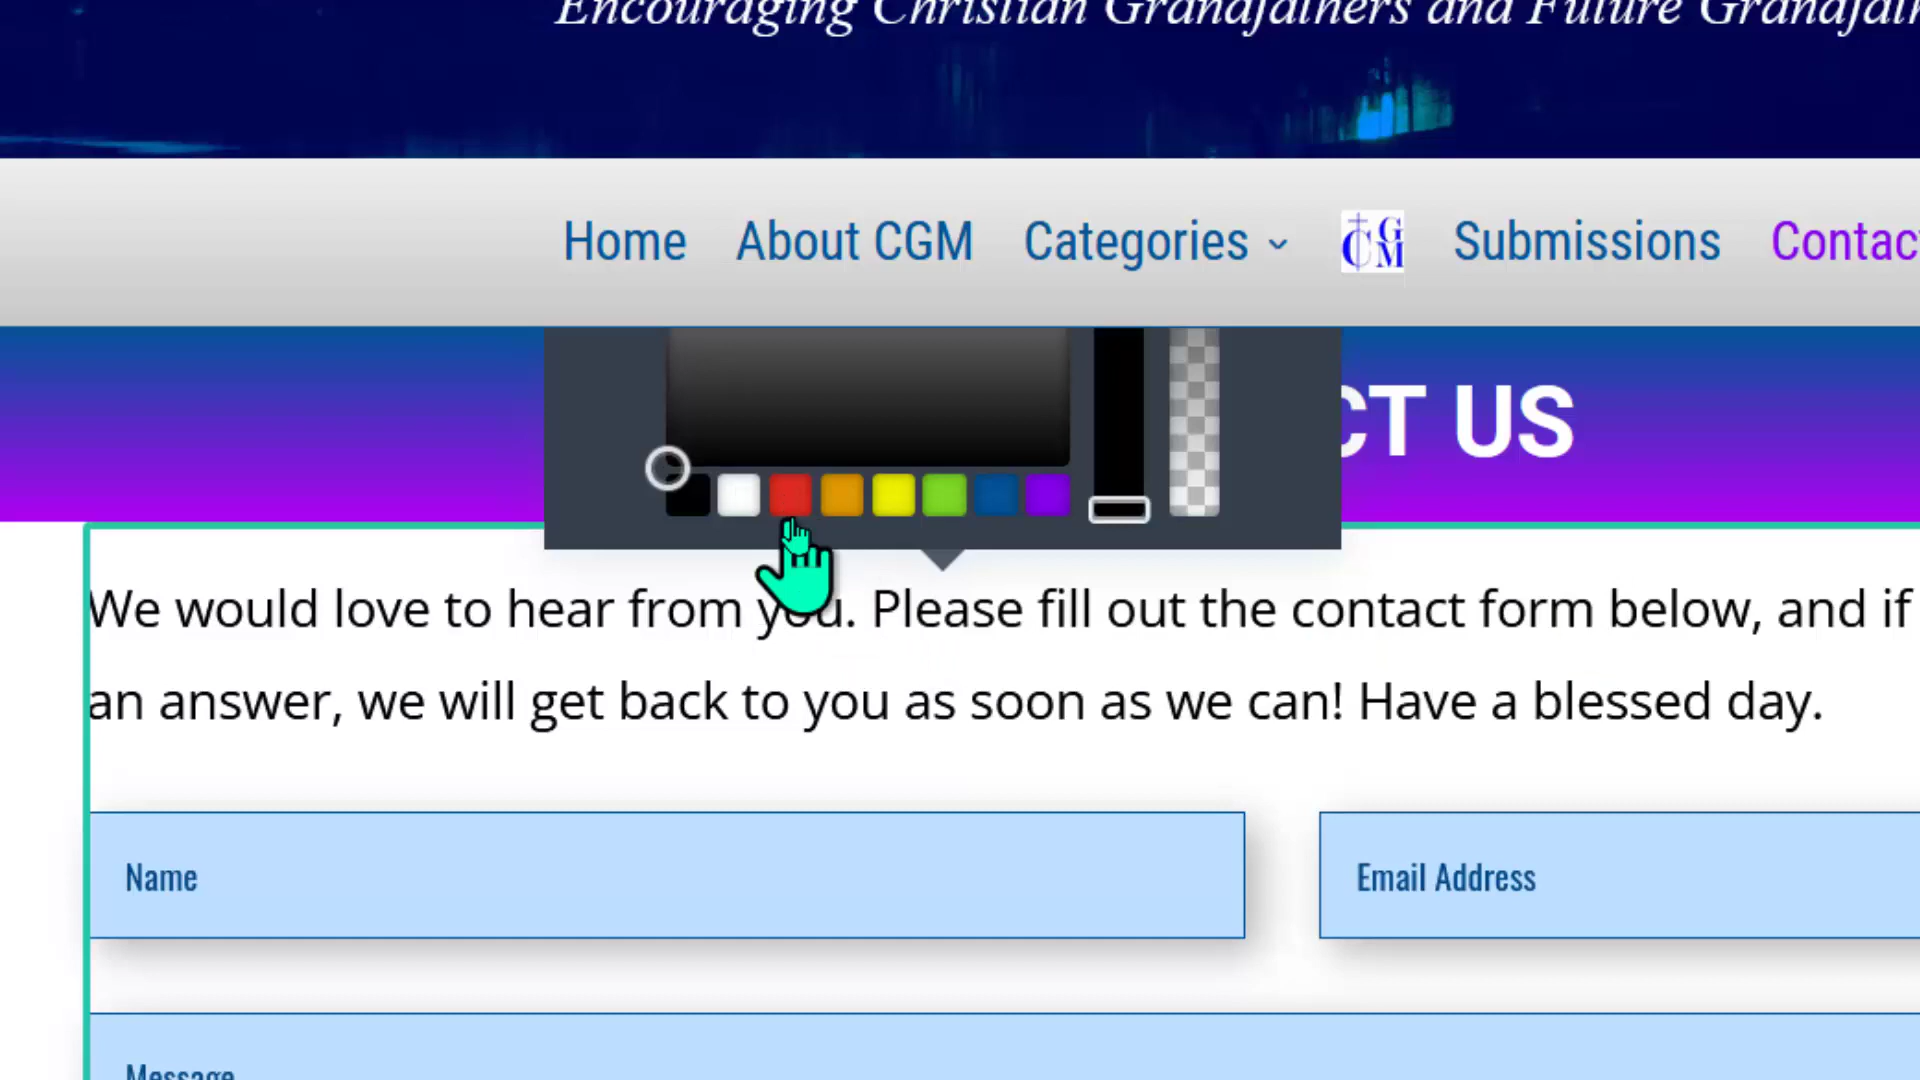 Encouraging Christian Grandfathers and Future Grandfath
Home About CGM Categories CGM Submissions Contact
CT US
We would love to hear from you. Please fill out the contact form below, and if
an answer, we will get back to you as soon as we can! Have a blessed day.
Name Email Address
Message